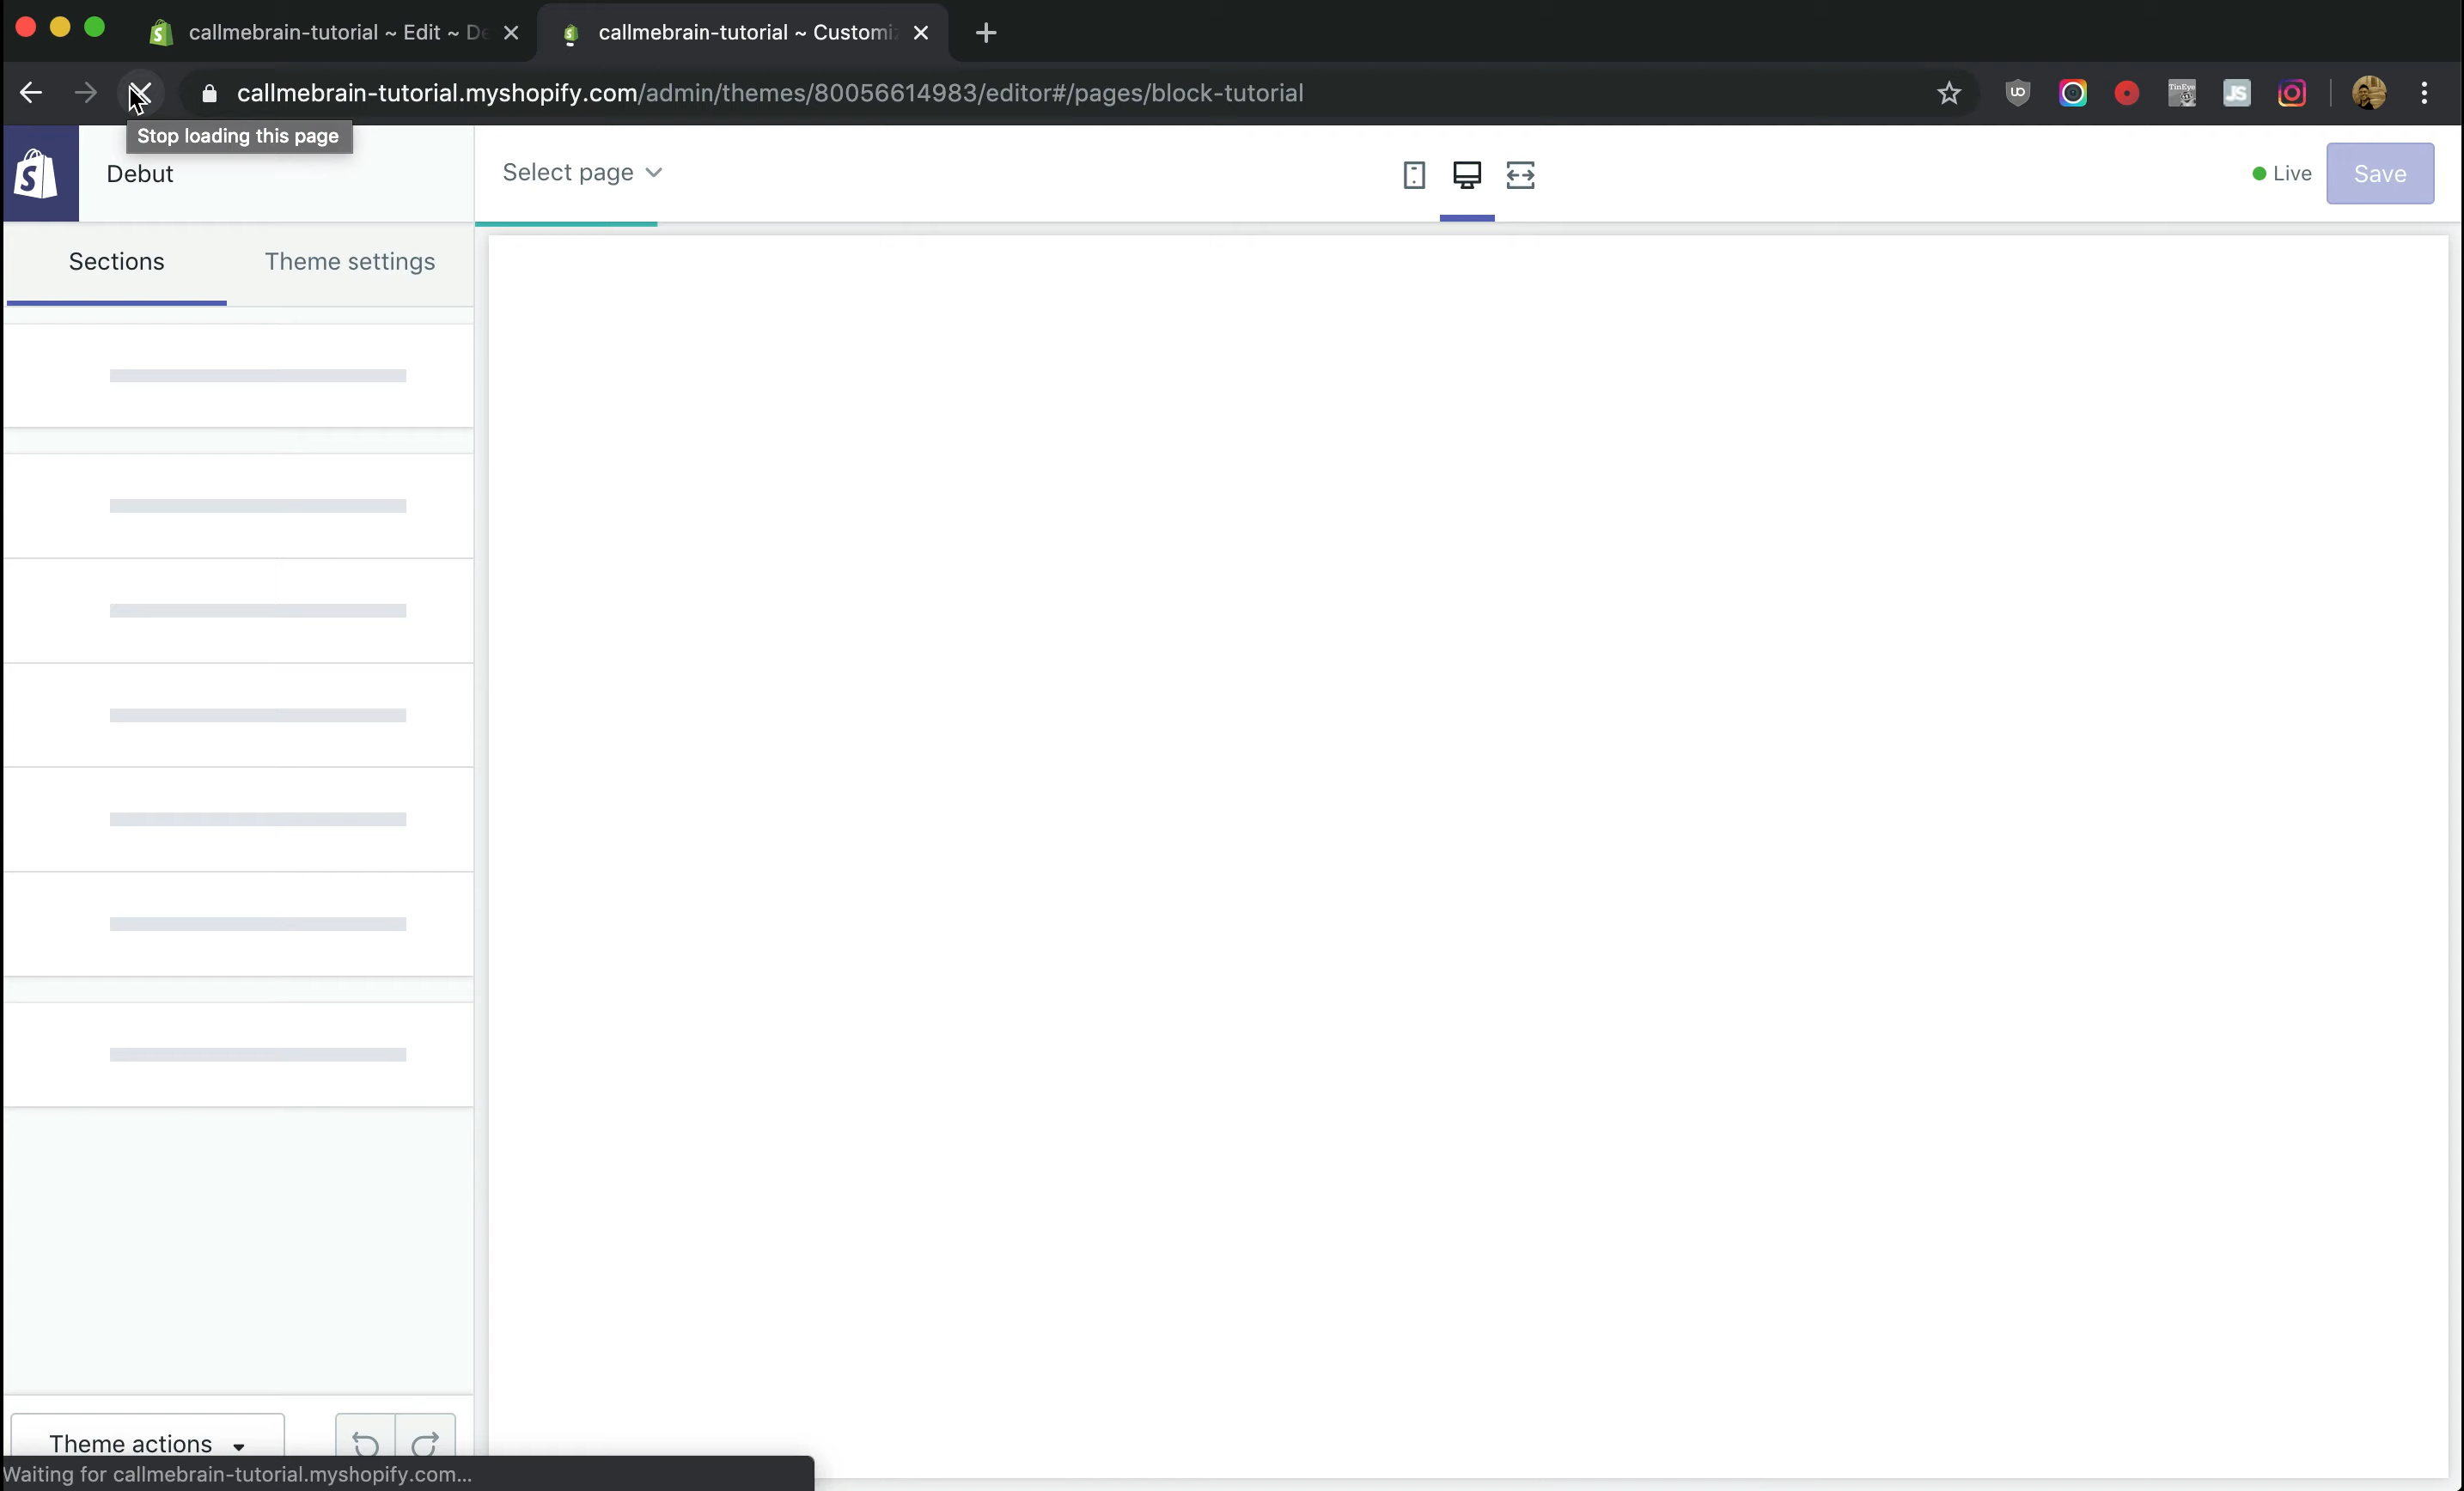 callmebrain-tutorial ~ Edit ~ De
callmebrain-tutorial ~ Customi
callmebrain-tutorial.myshopify.com/admin/themes/80056614983/editor#/pages/block-tutorial
Stop loading this page
Debut
Select page
Live
Save
Sections
Theme settings
Theme actions
Waiting for callmebrain-tutorial.myshopify.com...